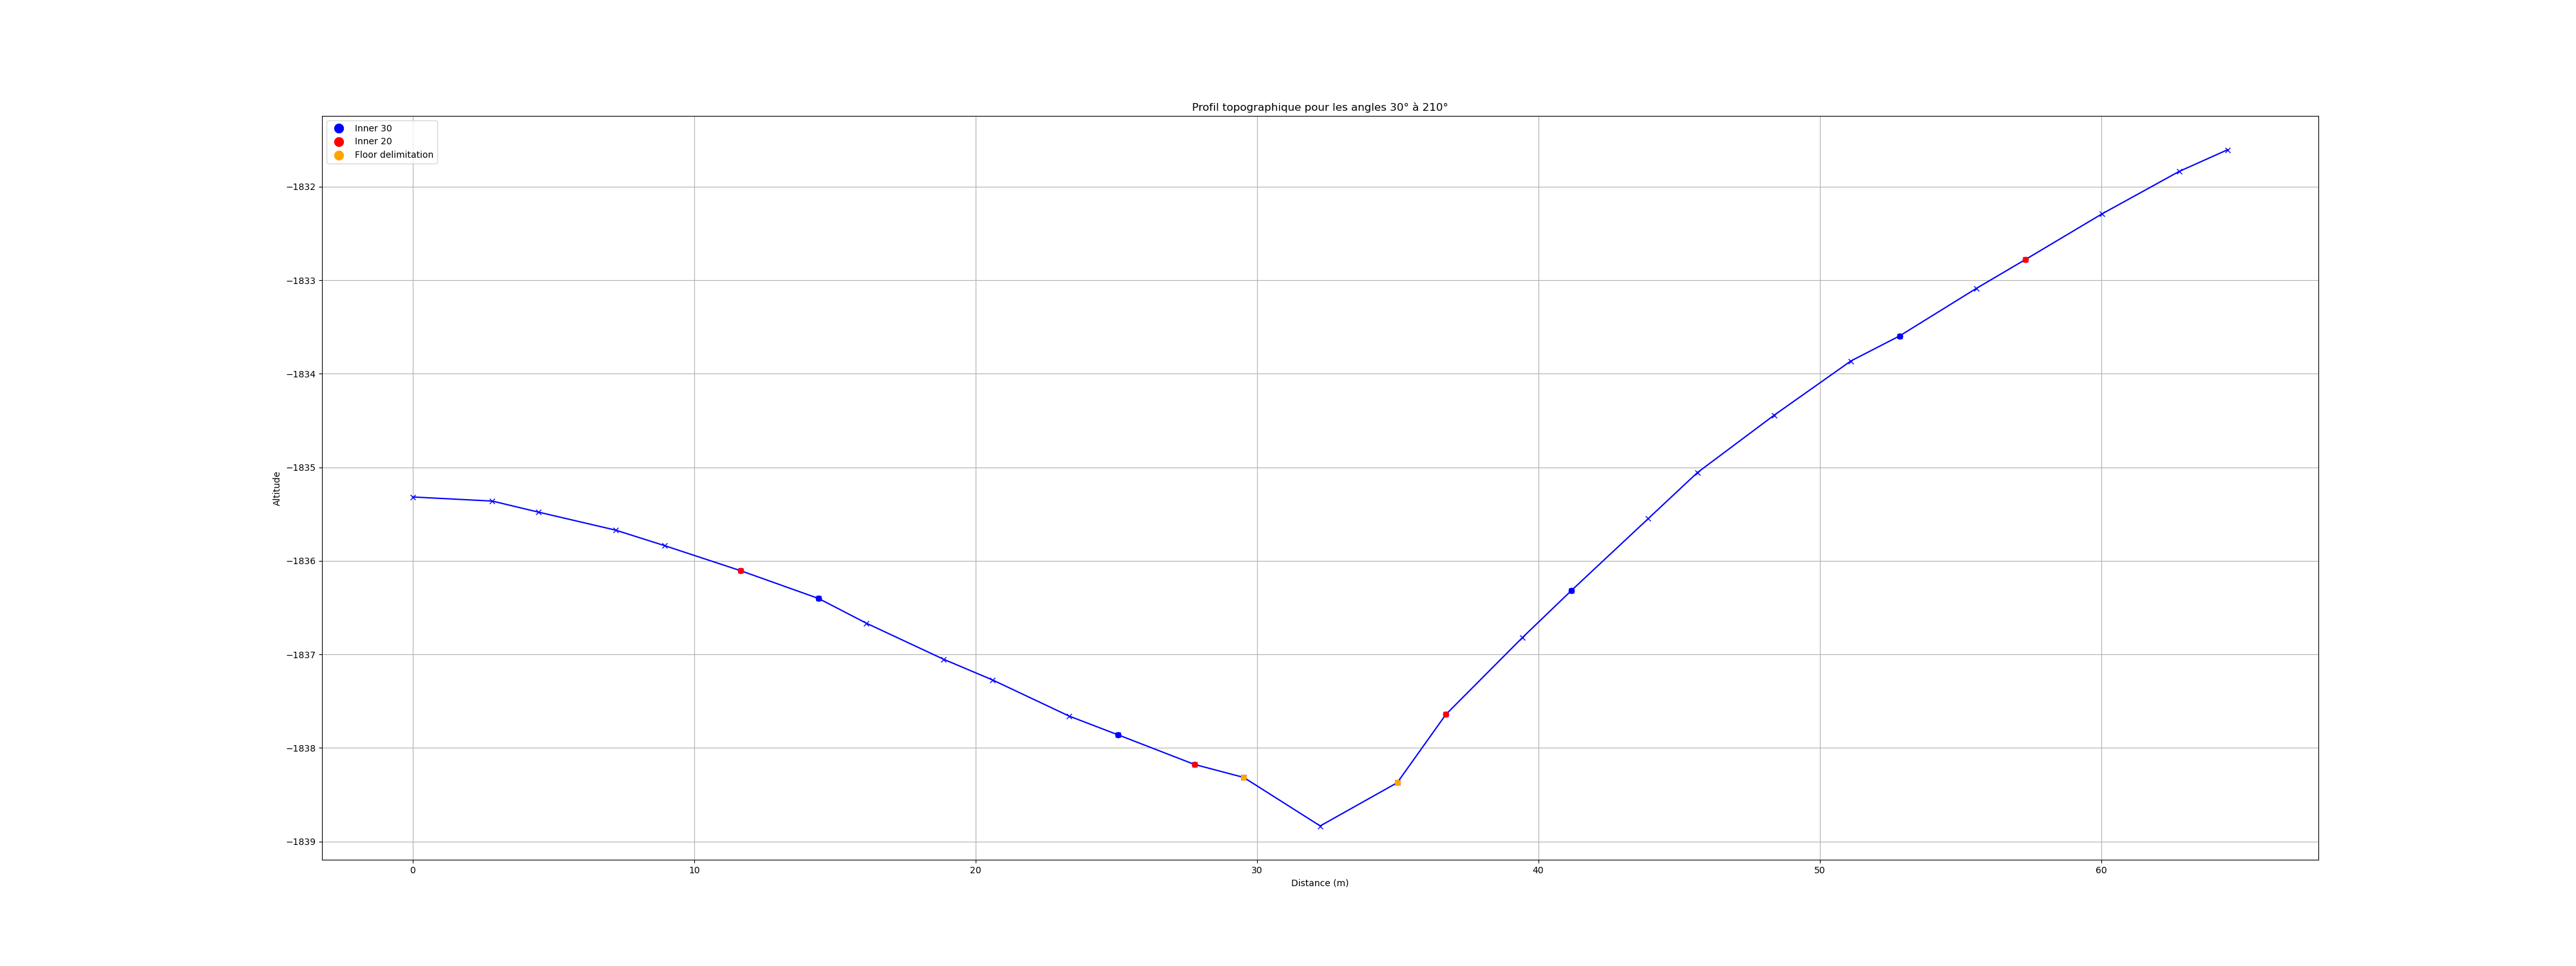 Profil topographique pour les angles 30° à 210°
Inner 30
Inner 20
Floor delimitation
−1832
−1833
−1834
−1835
−1836
−1837
−1838
−1839
Altitude
0 10 20 30 40 50 60
Distance (m)